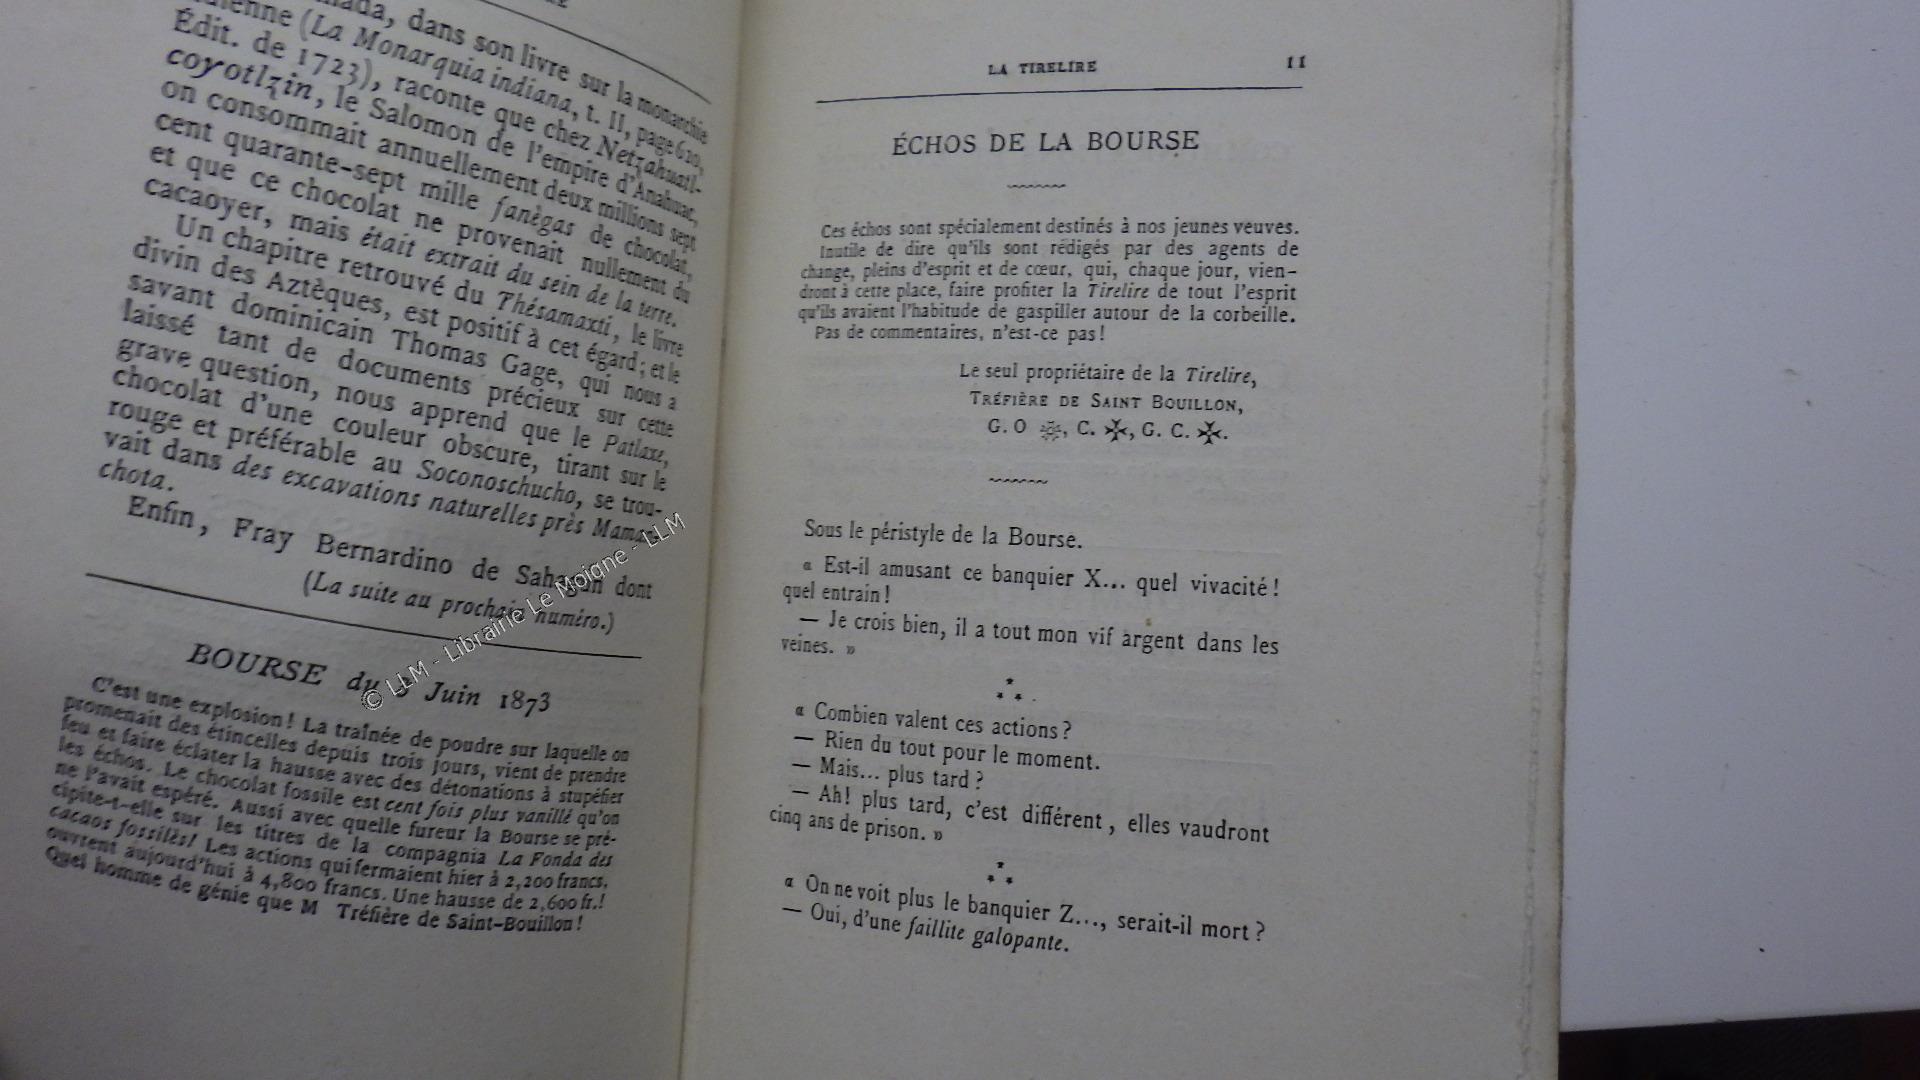 dans son livre sur la monarchie
(La Monarquia indiana, t. II, page 610,
Édit. de 1723), raconte que chez Netzahuatl-
coyotlzin, le Salomon de l'empire d'Anahuac,
on consommait annuellement deux millions sept
cent quarante-sept mille fanègas de chocolat,
et que ce chocolat ne provenait nullement du
cacaoyer, mais était extrait du sein de la terre.
Un chapitre retrouvé du Thésamaxti, le livre
divin des Aztèques, est positif à cet égard; et le
savant dominicain Thomas Gage, qui nous a
laissé tant de documents précieux sur cette
grave question, nous apprend que le Patlaxe,
chocolat d'une couleur obscure, tirant sur le
rouge et préférable au Soconoschucho, se trou-
vait dans des excavations naturelles près Mama-
chota.
Enfin, Fray Bernardino de Sahagun dont
(La suite au prochain numéro.)
BOURSE du 3 Juin 1873
C'est une explosion! La traînée de poudre sur laquelle on
promenait des étincelles depuis trois jours, vient de prendre
feu et faire éclater la hausse avec des détonations à stupéfier
les échos. Le chocolat fossile est cent fois plus vanillé qu'on
ne l'avait espéré. Aussi avec quelle fureur la Bourse se pré-
cipite-t-elle sur les titres de la compagnia La Fonda des
cacaos fossilès! Les actions qui fermaient hier à 2,200 francs,
ouvrent aujourd'hui à 4,800 francs. Une hausse de 2,600 fr.!
Quel homme de génie que M Tréfière de Saint-Bouillon!
© LLM - Librairie Le Moigne - LLM
LA TIRELIRE 11
ÉCHOS DE LA BOURSE
Ces échos sont spécialement destinés à nos jeunes veuves.
Inutile de dire qu'ils sont rédigés par des agents de
change, pleins d'esprit et de cœur, qui, chaque jour, vien-
dront à cette place, faire profiter la Tirelire de tout l'esprit
qu'ils avaient l'habitude de gaspiller autour de la corbeille.
Pas de commentaires, n'est-ce pas!
Le seul propriétaire de la Tirelire,
TRÉFIÈRE DE SAINT BOUILLON,
G. O ☼, C. ✠, G. C. ✠.
Sous le péristyle de la Bourse.
« Est-il amusant ce banquier X... quel vivacité!
quel entrain!
— Je crois bien, il a tout mon vif argent dans les
veines. »
« Combien valent ces actions?
— Rien du tout pour le moment.
— Mais... plus tard?
— Ah! plus tard, c'est différent, elles vaudront
cinq ans de prison. »
« On ne voit plus le banquier Z..., serait-il mort?
— Oui, d'une faillite galopante.